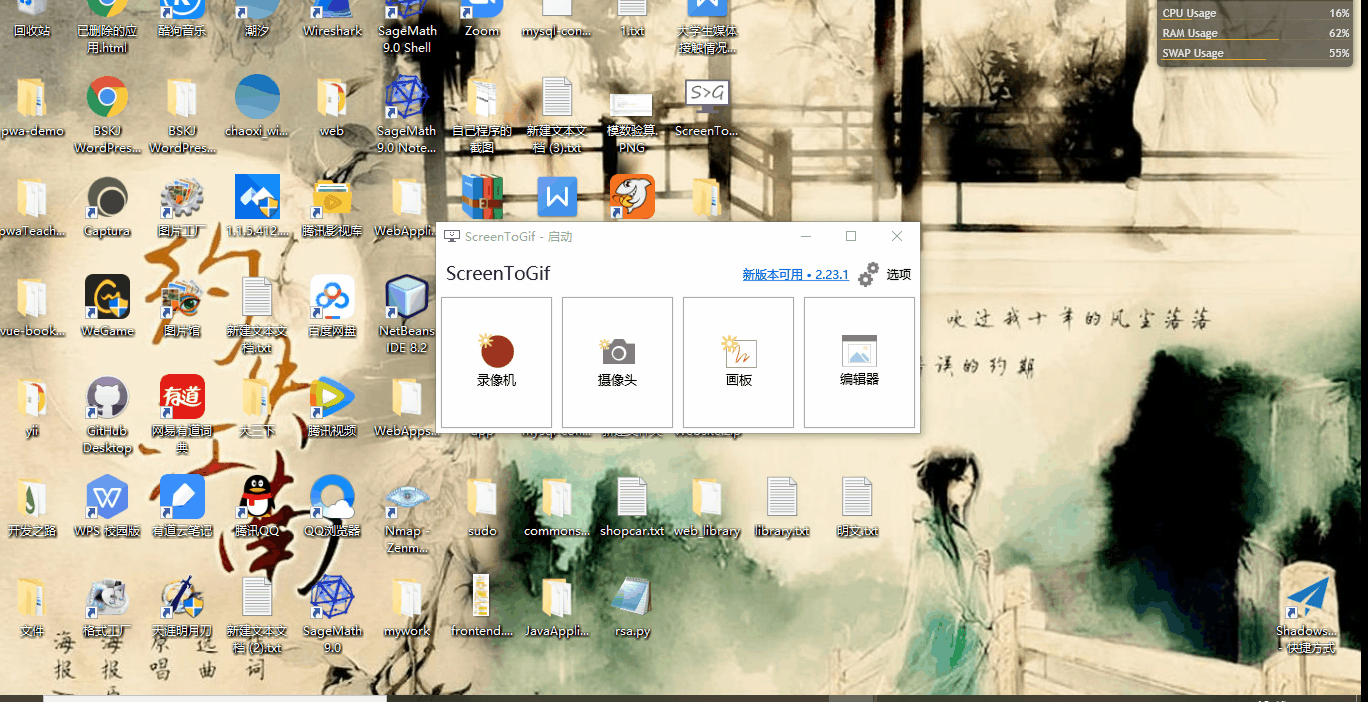 回收站
已删除的应
用.html
酷狗音乐
潮汐
Wireshark
SageMath
9.0 Shell
Zoom
mysql-con...
1.txt
大学生媒体
接触情况...
CPU Usage 16%
RAM Usage 62%
SWAP Usage 55%
pwa-demo
BSKJ
WordPres...
BSKJ
WordPres...
chaoxi_wi...
web
SageMath
9.0 Note...
自己程序的
截图
新建文本文
档 (3).txt
模数验算.
PNG
S>G
ScreenTo...
pwaTeach...
Captura
图片工厂
1.1.5.412...
腾讯影视库
WebAppli...
ScreenToGif - 启动
ScreenToGif
新版本可用 • 2.23.1
选项
录像机
摄像头
画板
编辑器
vue-book...
WeGame
图片馆
新建文本文
档.txt
百度网盘
NetBeans
IDE 8.2
吹过我十年的风尘落落
误的约期
yii
GitHub
Desktop
有道
网易有道词
典
大三下
腾讯视频
WebApps...
开发之路
WPS 校园版
有道云笔记
腾讯QQ
QQ浏览器
Nmap -
Zenm...
sudo
commons...
shopcar.txt
web_library
library.txt
明文.txt
文件
格式工厂
天涯明月刀
新建文本文
档 (2).txt
SageMath
9.0
mywork
frontend....
JavaAppli...
rsa.py
Shadows...
- 快捷方式
海报
海报
原唱
选曲
词